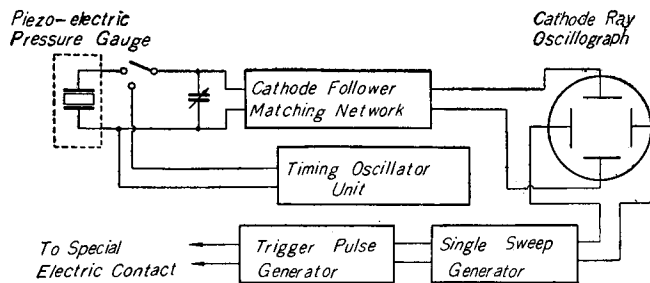 Piezo-electric
Pressure Gauge
Cathode Ray
Oscillograph
Cathode Follower
Matching Network
Timing Oscillator
Unit
To Special
Electric Contact
Trigger Pulse
Generator
Single Sweep
Generator